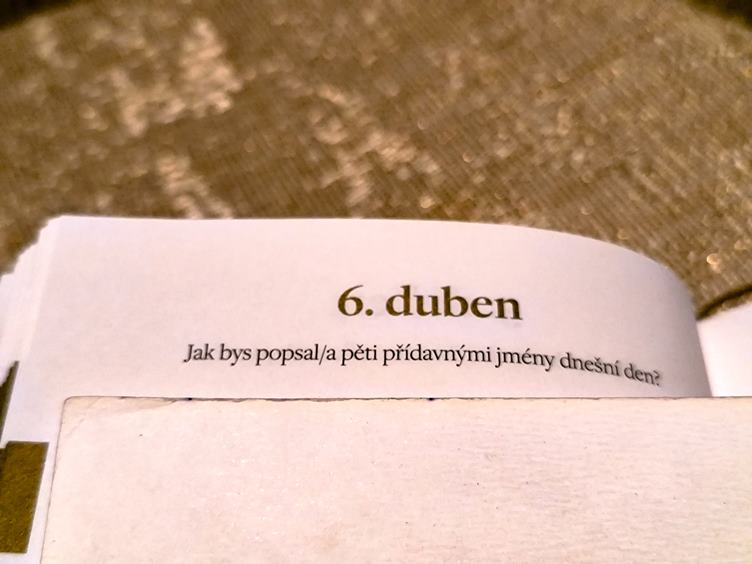 6. duben
Jak bys popsal/a pěti přídavnými jmény dnešní den?